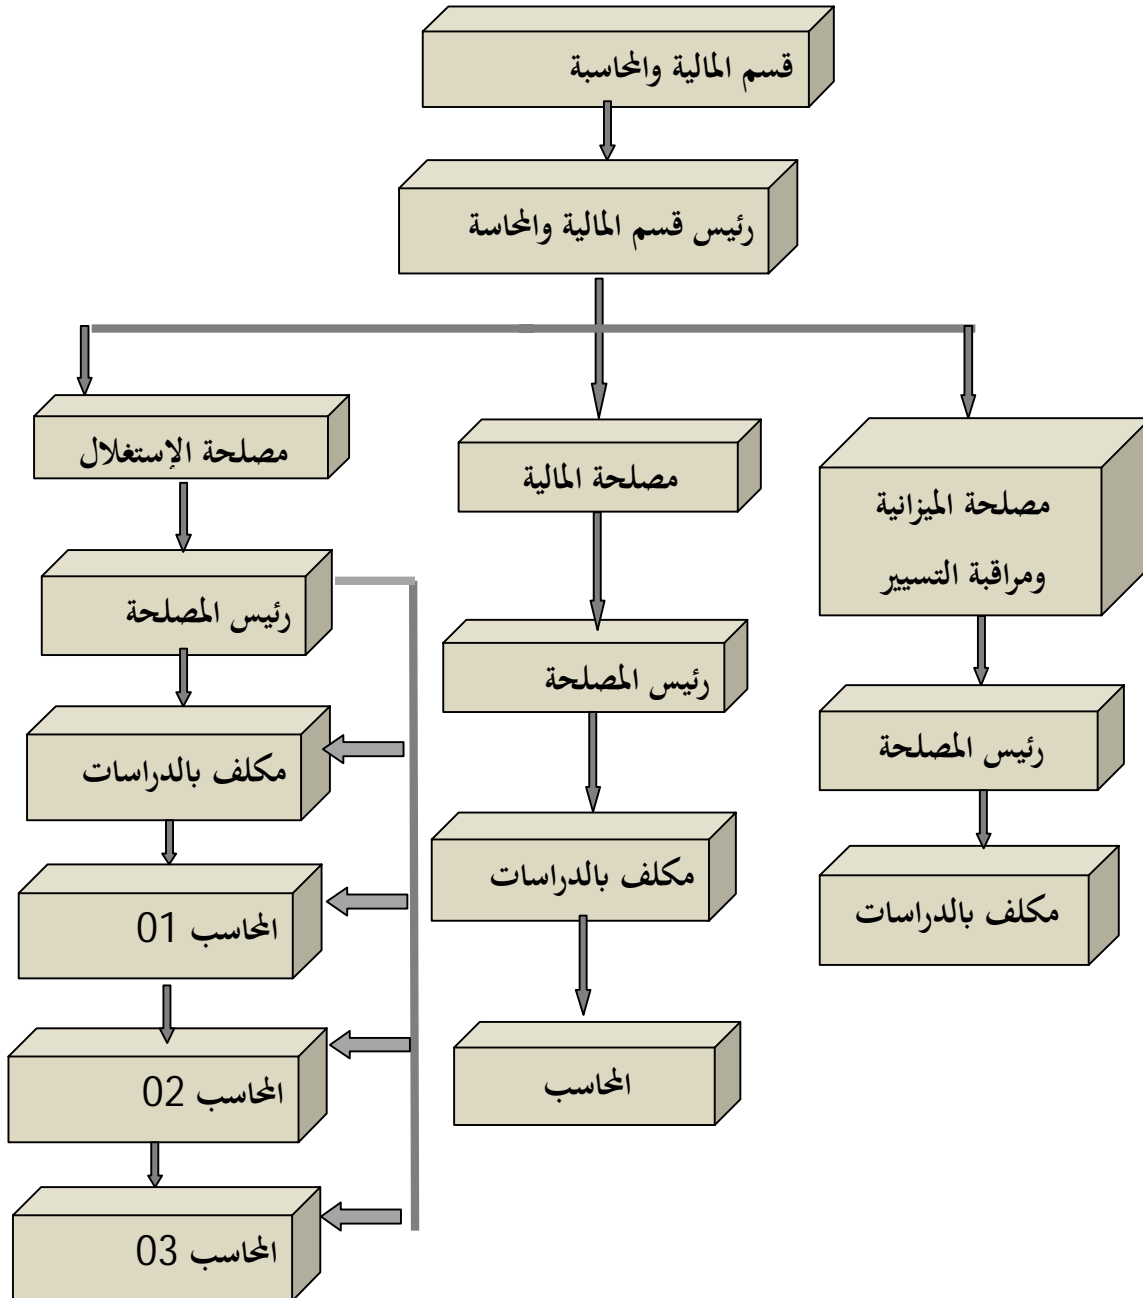 قسم المالية والمحاسبة
رئيس قسم المالية والمحاسة
مصلحة الميزانية
ومراقبة التسيير
رئيس المصلحة
مكلف بالدراسات
مصلحة المالية
رئيس المصلحة
مكلف بالدراسات
المحاسب
مصلحة الإستغلال
رئيس المصلحة
مكلف بالدراسات
المحاسب 01
المحاسب 02
المحاسب 03